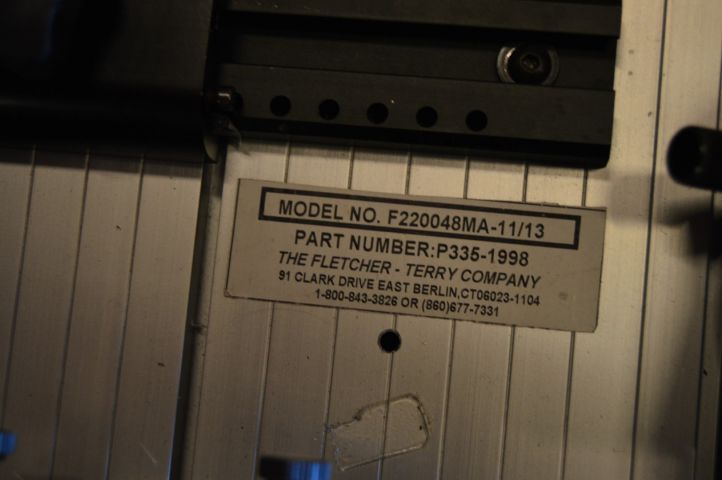 MODEL NO. F220048MA-11/13
PART NUMBER:P335-1998
THE FLETCHER - TERRY COMPANY
91 CLARK DRIVE EAST BERLIN,CT06023-1104
1-800-843-3826 OR (860)677-7331